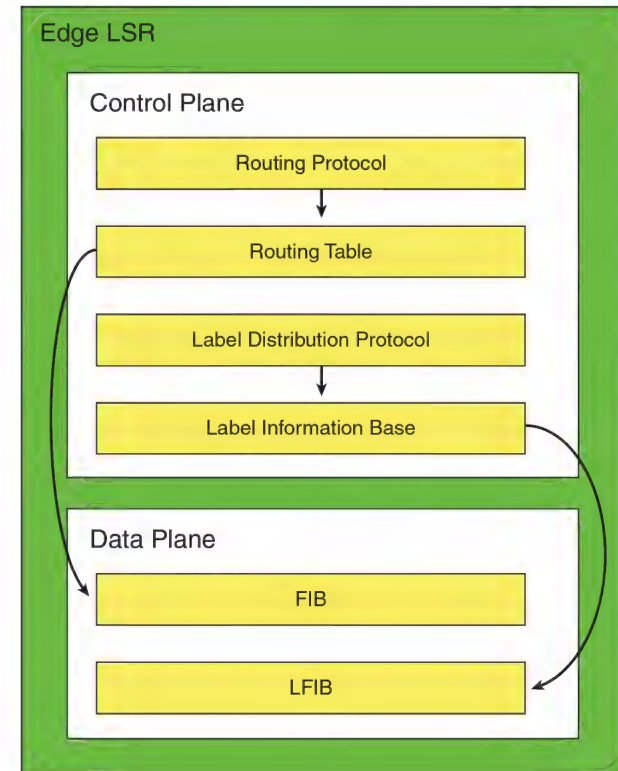 Edge LSR
Control Plane
Routing Protocol
Routing Table
Label Distribution Protocol
Label Information Base
Data Plane
FIB
LFIB